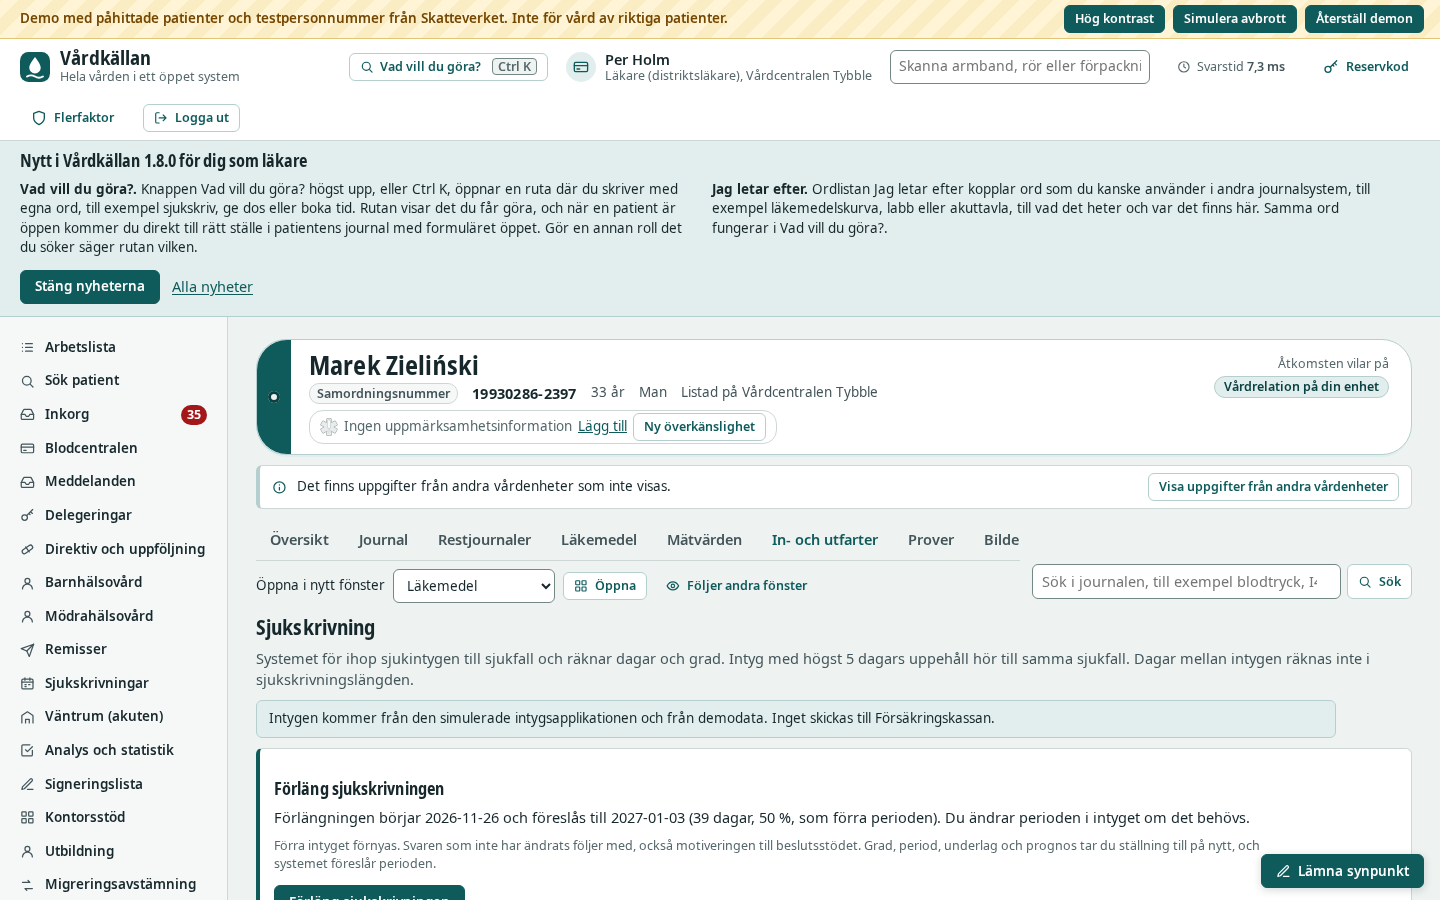 Demo med påhittade patienter och testpersonnummer från Skatteverket. Inte för vård av riktiga patienter.
Hög kontrast
Simulera avbrott
Återställ demon
Vårdkällan
Hela vården i ett öppet system
Vad vill du göra?
Ctrl K
Per Holm
Läkare (distriktsläkare), Vårdcentralen Tybble
Skanna armband, rör eller förpackni
Svarstid 7,3 ms
Reservkod
Flerfaktor
Logga ut
Nytt i Vårdkällan 1.8.0 för dig som läkare
Vad vill du göra?. Knappen Vad vill du göra? högst upp, eller Ctrl K, öppnar en ruta där du skriver med
egna ord, till exempel sjukskriv, ge dos eller boka tid. Rutan visar det du får göra, och när en patient är
öppen kommer du direkt till rätt ställe i patientens journal med formuläret öppet. Gör en annan roll det
du söker säger rutan vilken.
Jag letar efter. Ordlistan Jag letar efter kopplar ord som du kanske använder i andra journalsystem, till
exempel läkemedelskurva, labb eller akuttavla, till vad det heter och var det finns här. Samma ord
fungerar i Vad vill du göra?.
Stäng nyheterna
Alla nyheter
Arbetslista
Sök patient
Inkorg
35
Blodcentralen
Meddelanden
Delegeringar
Direktiv och uppföljning
Barnhälsovård
Mödrahälsovård
Remisser
Sjukskrivningar
Väntrum (akuten)
Analys och statistik
Signeringslista
Kontorsstöd
Utbildning
Migreringsavstämning
Marek Zieliński
Samordningsnummer
19930286-2397
33 år
Man
Listad på Vårdcentralen Tybble
Ingen uppmärksamhetsinformation
Lägg till
Ny överkänslighet
Åtkomsten vilar på
Vårdrelation på din enhet
Det finns uppgifter från andra vårdenheter som inte visas.
Visa uppgifter från andra vårdenheter
Översikt
Journal
Restjournaler
Läkemedel
Mätvärden
In- och utfarter
Prover
Bilde
Öppna i nytt fönster
Läkemedel
Öppna
Följer andra fönster
Sök i journalen, till exempel blodtryck, I4
Sök
Sjukskrivning
Systemet för ihop sjukintygen till sjukfall och räknar dagar och grad. Intyg med högst 5 dagars uppehåll hör till samma sjukfall. Dagar mellan intygen räknas inte i
sjukskrivningslängden.
Intygen kommer från den simulerade intygsapplikationen och från demodata. Inget skickas till Försäkringskassan.
Förläng sjukskrivningen
Förlängningen börjar 2026-11-26 och föreslås till 2027-01-03 (39 dagar, 50 %, som förra perioden). Du ändrar perioden i intyget om det behövs.
Förra intyget förnyas. Svaren som inte har ändrats följer med, också motiveringen till beslutsstödet. Grad, period, underlag och prognos tar du ställning till på nytt, och
systemet föreslår perioden.
Förläng sjukskrivningen
Lämna synpunkt